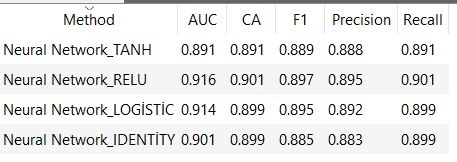 Method AUC CA F1 Precision Recall
Neural Network_TANH 0.891 0.891 0.889 0.888 0.891
Neural Network_RELU 0.916 0.901 0.897 0.895 0.901
Neural Network_LOGİSTİC 0.914 0.899 0.895 0.892 0.899
Neural Network_IDENTİTY 0.901 0.899 0.885 0.883 0.899